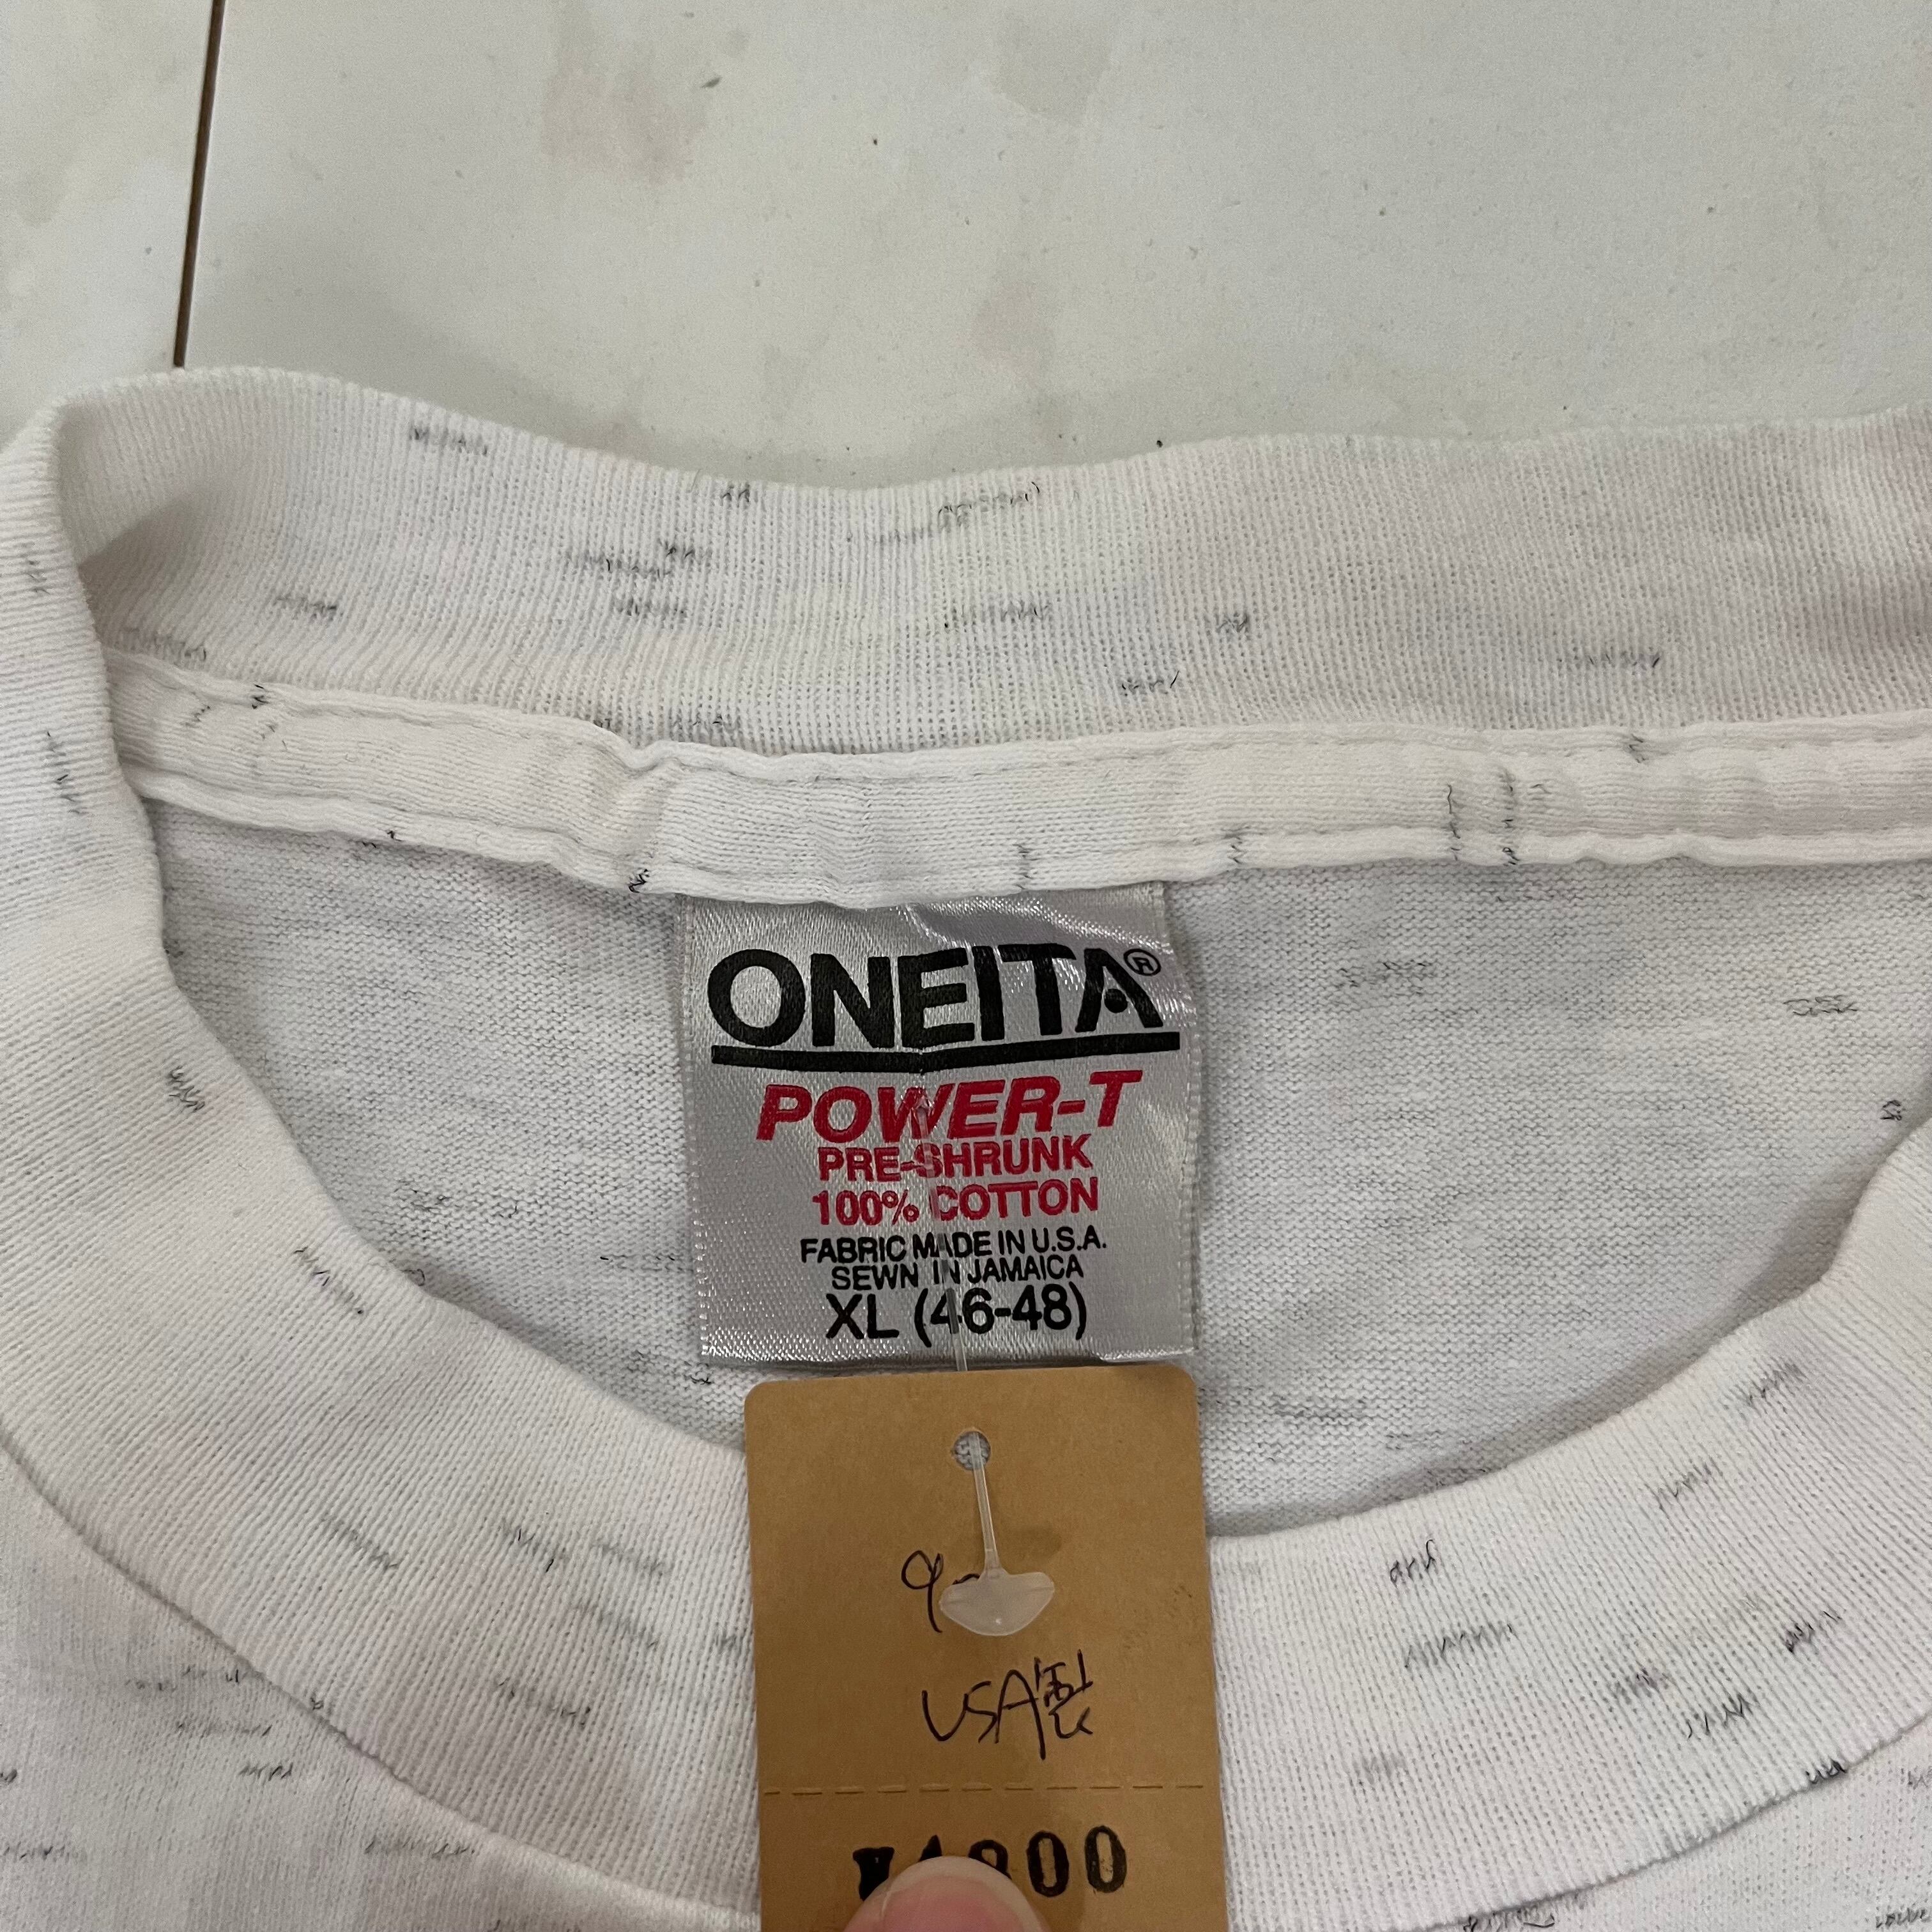 ONEITA®
POWER-T
PRE-SHRUNK
100% COTTON
FABRIC MADE IN U.S.A.
SEWN IN JAMAICA
XL (46-48)
USA製